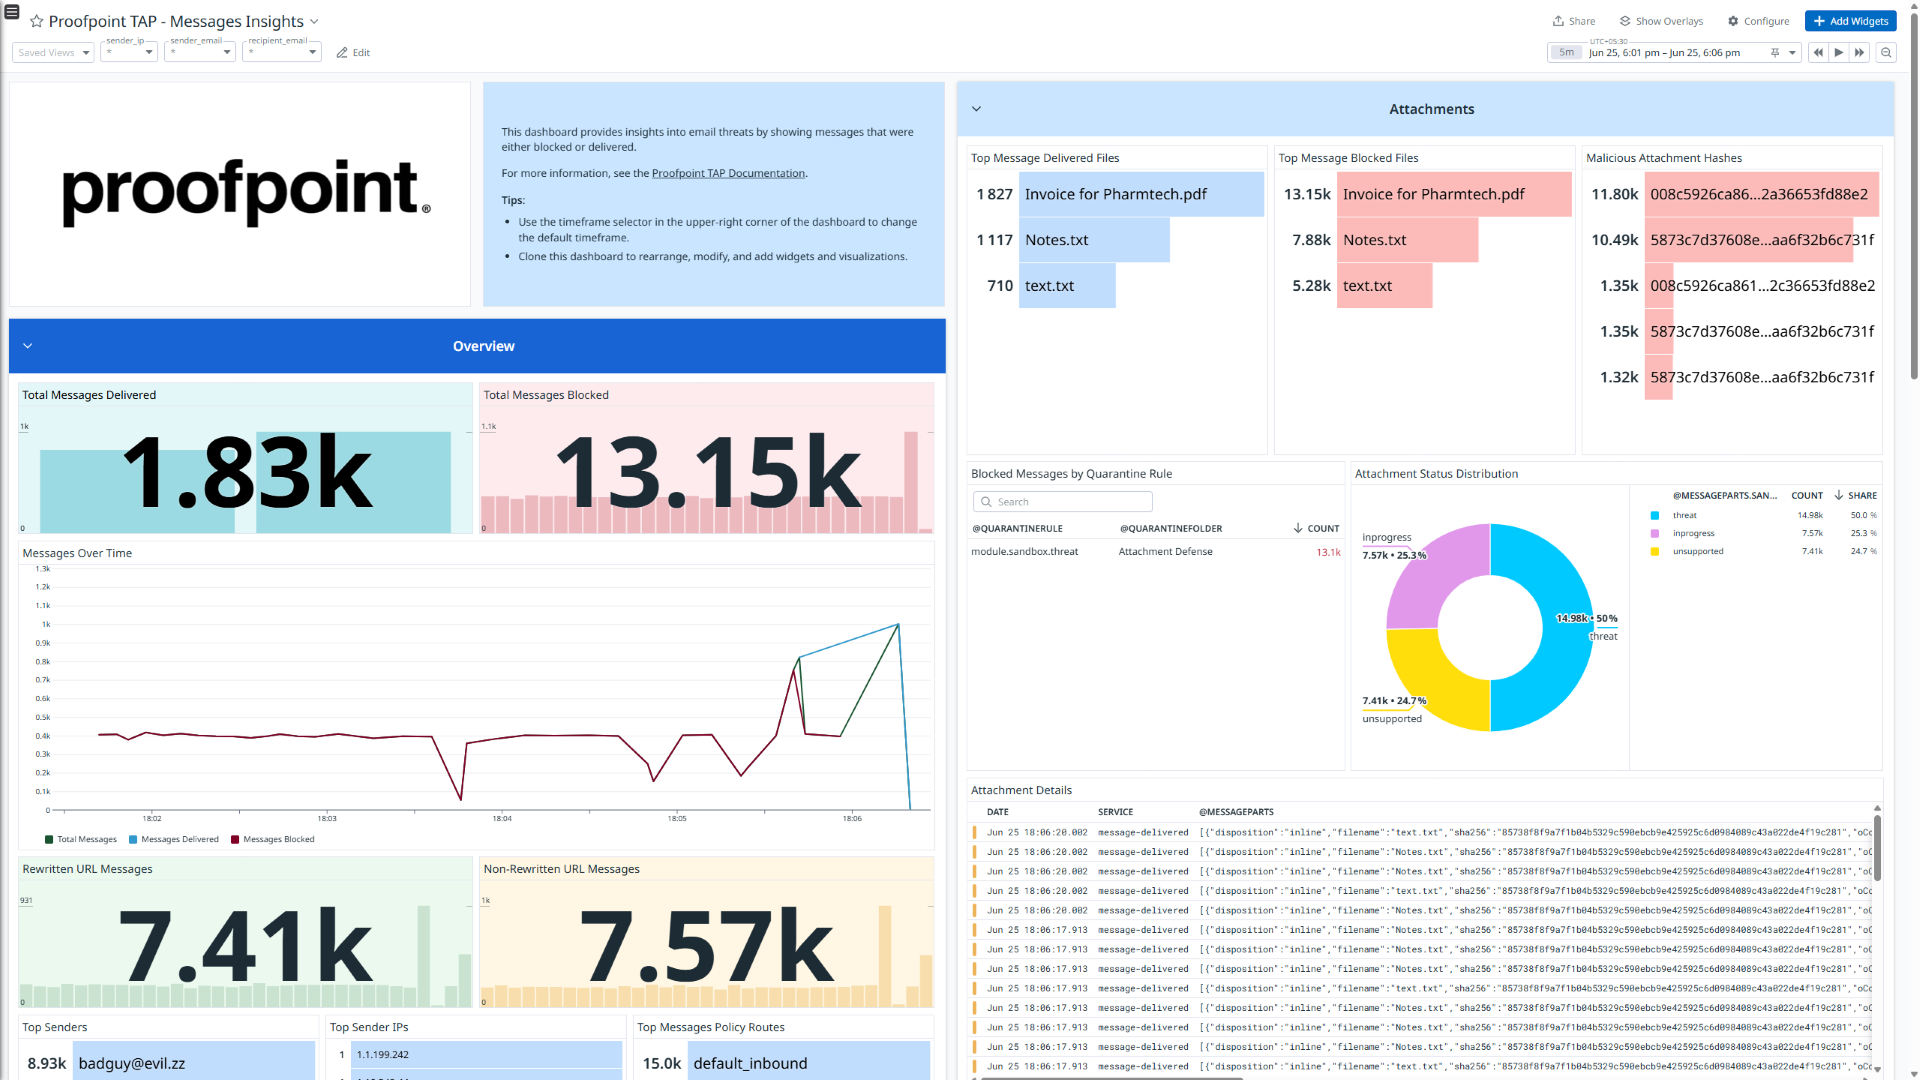 Proofpoint TAP - Messages Insights
Share
Show Overlays
Configure
Add Widgets
Saved Views
sender_ip
*
sender_email
*
recipient_email
*
Edit
UTC+05:30
5m
Jun 25, 6:01 pm – Jun 25, 6:06 pm
proofpoint®
This dashboard provides insights into email threats by showing messages that were
either blocked or delivered.
For more information, see the Proofpoint TAP Documentation.
Tips:
• Use the timeframe selector in the upper-right corner of the dashboard to change
the default timeframe.
• Clone this dashboard to rearrange, modify, and add widgets and visualizations.
Overview
Total Messages Delivered
1k
1.83k
0
Total Messages Blocked
1.1k
13.15k
0
Messages Over Time
1.3k
1.2k
1.1k
1k
0.9k
0.8k
0.7k
0.6k
0.5k
0.4k
0.3k
0.2k
0.1k
0
18:02
18:03
18:04
18:05
18:06
Total Messages
Messages Delivered
Messages Blocked
Rewritten URL Messages
931
7.41k
0
Non-Rewritten URL Messages
1k
7.57k
0
Top Senders
8.93k badguy@evil.zz
Top Sender IPs
1 1.1.199.242
Top Messages Policy Routes
15.0k default_inbound
Attachments
Top Message Delivered Files
1 827 Invoice for Pharmtech.pdf
1 117 Notes.txt
710 text.txt
Top Message Blocked Files
13.15k Invoice for Pharmtech.pdf
7.88k Notes.txt
5.28k text.txt
Malicious Attachment Hashes
11.80k 008c5926ca86...2a36653fd88e2
10.49k 5873c7d37608e...aa6f32b6c731f
1.35k 008c5926ca861...2c36653fd88e2
1.35k 5873c7d37608e...aa6f32b6c731f
1.32k 5873c7d37608e...aa6f32b6c731f
Blocked Messages by Quarantine Rule
Search
@QUARANTINERULE @QUARANTINEFOLDER COUNT
module.sandbox.threat Attachment Defense 13.1k
Attachment Status Distribution
inprogress
7.57k • 25.3%
14.98k • 50%
threat
7.41k • 24.7%
unsupported
@MESSAGEPARTS.SAN... COUNT SHARE
threat 14.98k 50.0 %
inprogress 7.57k 25.3 %
unsupported 7.41k 24.7 %
Attachment Details
DATE SERVICE @MESSAGEPARTS
Jun 25 18:06:20.002 message-delivered [{"disposition":"inline","filename":"text.txt","sha256":"85738f8f9a7f1b04b5329c590ebcb9e425925c6d0984089c43a022de4f19c281","oCc
Jun 25 18:06:20.002 message-delivered [{"disposition":"inline","filename":"Notes.txt","sha256":"85738f8f9a7f1b04b5329c590ebcb9e425925c6d0984089c43a022de4f19c281","oC
Jun 25 18:06:20.002 message-delivered [{"disposition":"inline","filename":"Notes.txt","sha256":"85738f8f9a7f1b04b5329c590ebcb9e425925c6d0984089c43a022de4f19c281","oC
Jun 25 18:06:20.002 message-delivered [{"disposition":"inline","filename":"text.txt","sha256":"85738f8f9a7f1b04b5329c590ebcb9e425925c6d0984089c43a022de4f19c281","oCc
Jun 25 18:06:20.002 message-delivered [{"disposition":"inline","filename":"Notes.txt","sha256":"85738f8f9a7f1b04b5329c590ebcb9e425925c6d0984089c43a022de4f19c281","oC
Jun 25 18:06:17.913 message-delivered [{"disposition":"inline","filename":"Notes.txt","sha256":"85738f8f9a7f1b04b5329c590ebcb9e425925c6d0984089c43a022de4f19c281","oC
Jun 25 18:06:17.913 message-delivered [{"disposition":"inline","filename":"Notes.txt","sha256":"85738f8f9a7f1b04b5329c590ebcb9e425925c6d0984089c43a022de4f19c281","oC
Jun 25 18:06:17.913 message-delivered [{"disposition":"inline","filename":"Notes.txt","sha256":"85738f8f9a7f1b04b5329c590ebcb9e425925c6d0984089c43a022de4f19c281","oC
Jun 25 18:06:17.913 message-delivered [{"disposition":"inline","filename":"text.txt","sha256":"85738f8f9a7f1b04b5329c590ebcb9e425925c6d0984089c43a022de4f19c281","oCc
Jun 25 18:06:17.913 message-delivered [{"disposition":"inline","filename":"Notes.txt","sha256":"85738f8f9a7f1b04b5329c590ebcb9e425925c6d0984089c43a022de4f19c281","oC
Jun 25 18:06:17.913 message-delivered [{"disposition":"inline","filename":"Notes.txt","sha256":"85738f8f9a7f1b04b5329c590ebcb9e425925c6d0984089c43a022de4f19c281","oC
Jun 25 18:06:17.913 message-delivered [{"disposition":"inline","filename":"Notes.txt","sha256":"85738f8f9a7f1b04b5329c590ebcb9e425925c6d0984089c43a022de4f19c281","oC
Jun 25 18:06:17.913 message-delivered [{"disposition":"inline","filename":"text.txt","sha256":"85738f8f9a7f1b04b5329c590ebcb9e425925c6d0984089c43a022de4f19c281","oCc